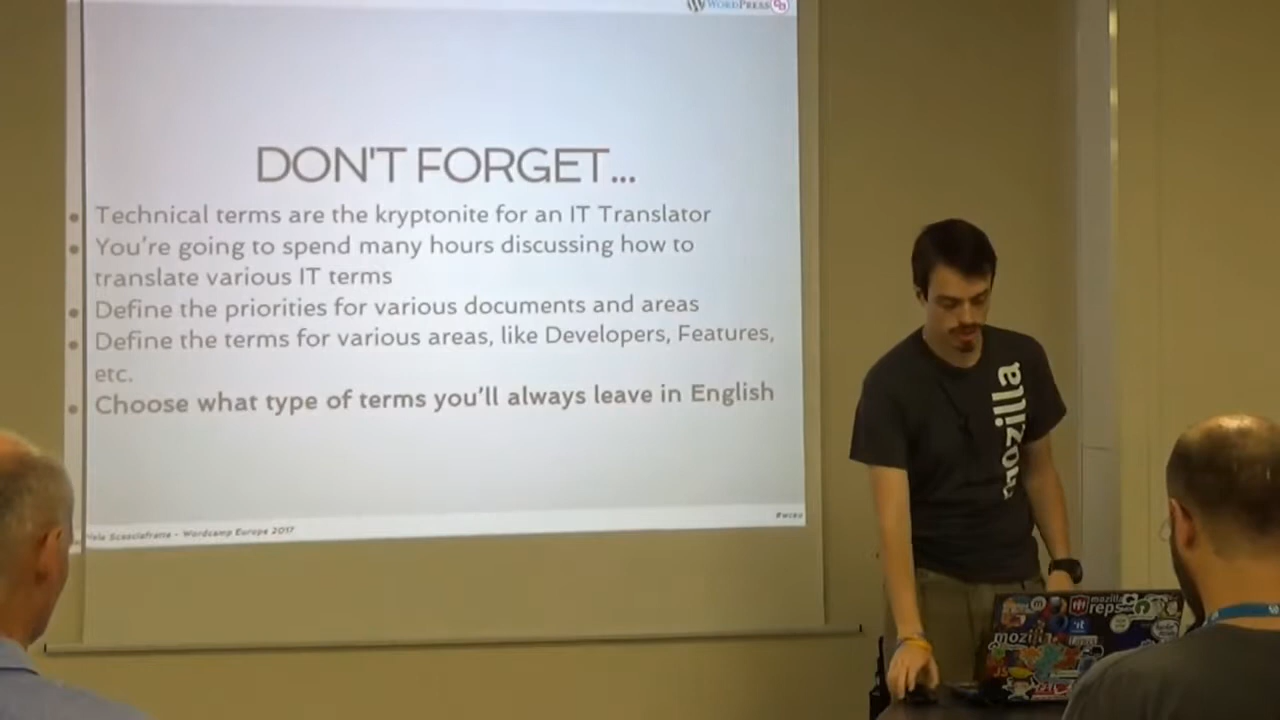 WORDPRESS
DON'T FORGET...
Technical terms are the kryptonite for an IT Translator
You're going to spend many hours discussing how to
translate various IT terms
Define the priorities for various documents and areas
Define the terms for various areas, like Developers, Features,
etc.
Choose what type of terms you'll always leave in English
Wordcamp Europe 2017
#wceu
mozilla
mozilla
reps
mozilla
JS